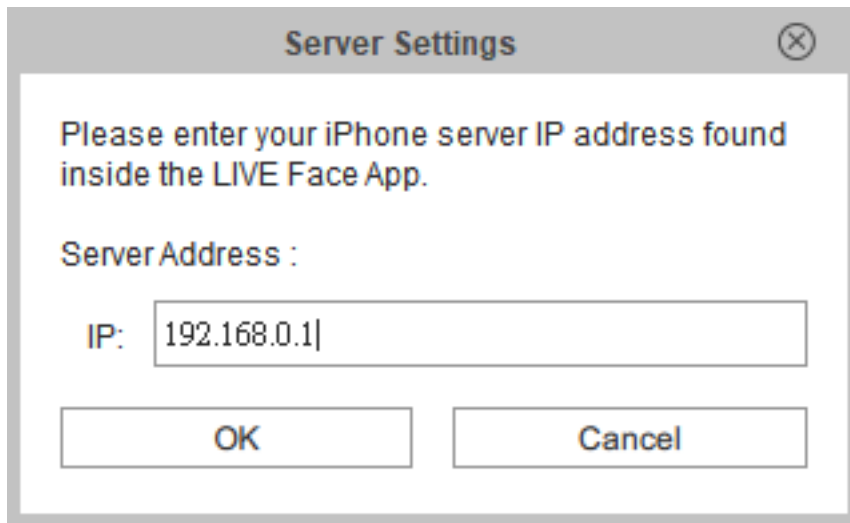 Server Settings
Please enter your iPhone server IP address found
inside the LIVE Face App.
Server Address :
IP: 192.168.0.1
OK Cancel